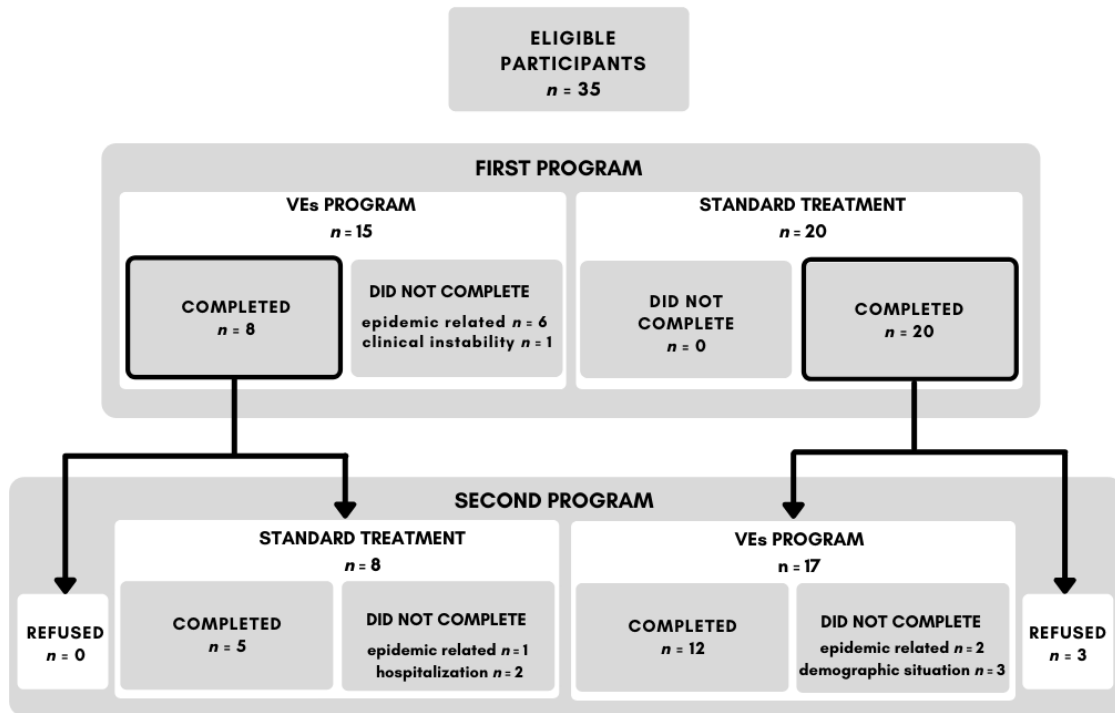 ELIGIBLE
PARTICIPANTS
n = 35
FIRST PROGRAM
VEs PROGRAM
n = 15
COMPLETED
n = 8
DID NOT COMPLETE
epidemic related n = 6
clinical instability n = 1
STANDARD TREATMENT
n = 20
DID NOT
COMPLETE
n = 0
COMPLETED
n = 20
SECOND PROGRAM
REFUSED
n = 0
STANDARD TREATMENT
n = 8
COMPLETED
n = 5
DID NOT COMPLETE
epidemic related n = 1
hospitalization n = 2
VEs PROGRAM
n = 17
COMPLETED
n = 12
DID NOT COMPLETE
epidemic related n = 2
demographic situation n = 3
REFUSED
n = 3